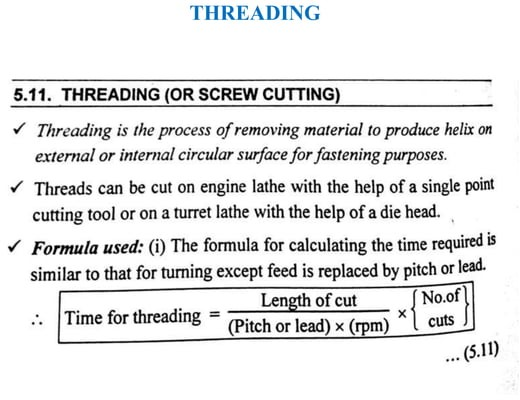 THREADING
5.11. THREADING (OR SCREW CUTTING)
✓ Threading is the process of removing material to produce helix on
external or internal circular surface for fastening purposes.
✓ Threads can be cut on engine lathe with the help of a single point
cutting tool or on a turret lathe with the help of a die head.
✓ Formula used: (i) The formula for calculating the time required is
similar to that for turning except feed is replaced by pitch or lead.
∴ Time for threading = Length of cut / (Pitch or lead) × (rpm) × { No.of cuts }
... (5.11)